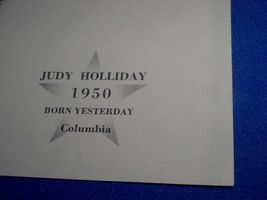 JUDY HOLLIDAY
1950
BORN YESTERDAY
Columbia